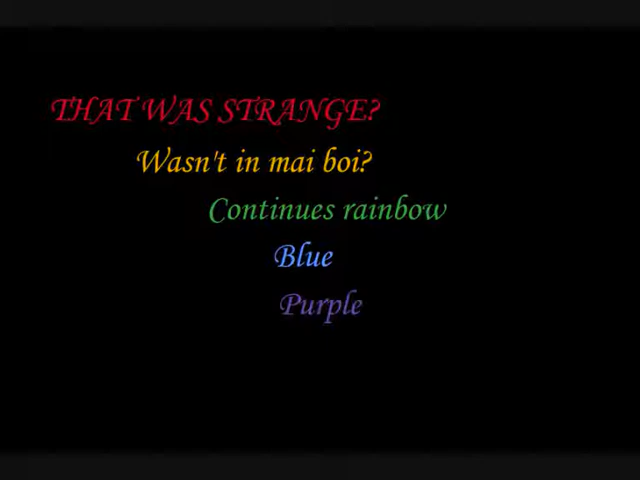 THAT WAS STRANGE?
Wasn't in mai boi?
Continues rainbow
Blue
Purple